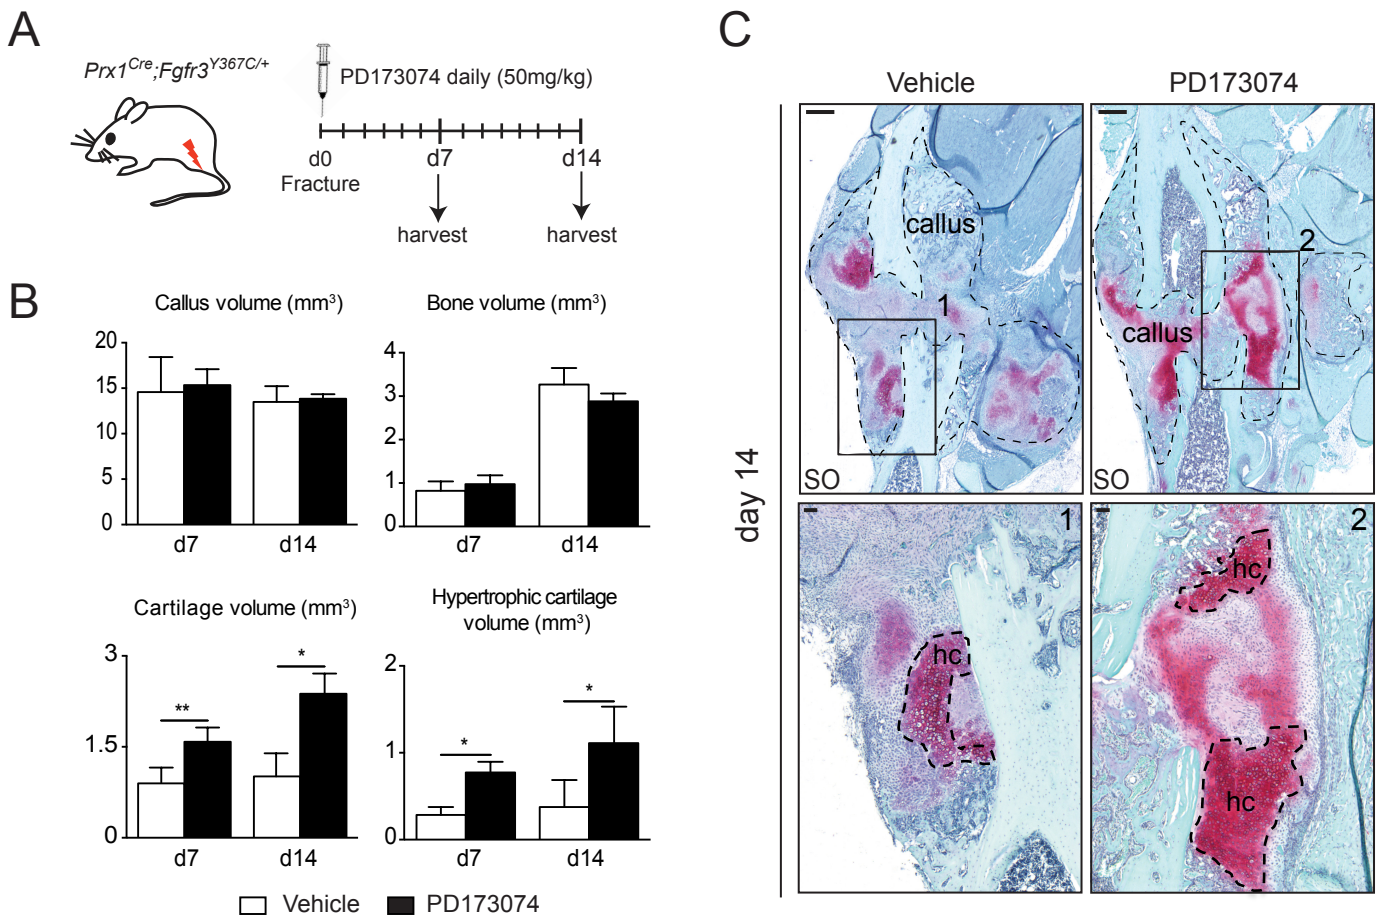 A
Prx1Cre;Fgfr3Y367C/+
PD173074 daily (50mg/kg)
d0
d7
d14
Fracture
harvest
harvest
B
Callus volume (mm3)
20
15
10
5
0
d7
d14
Bone volume (mm3)
4
3
2
1
0
d7
d14
Cartilage volume (mm3)
3
1.5
0
**
*
d7
d14
Hypertrophic cartilage
volume (mm3)
2
1
0
*
*
d7
d14
Vehicle
PD173074
C
Vehicle
PD173074
day 14
callus
1
SO
2
callus
SO
1
hc
2
hc
hc